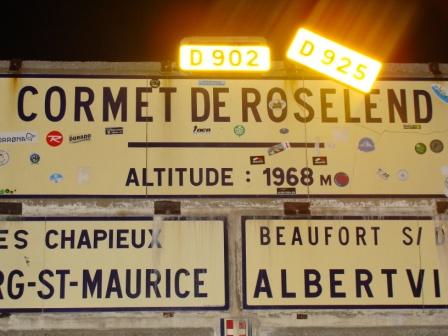 D 902
D 925
CORMET DE ROSELEND
ALTITUDE : 1968 M
ES CHAPIEUX
RG-ST-MAURICE
BEAUFORT S/
ALBERTVI